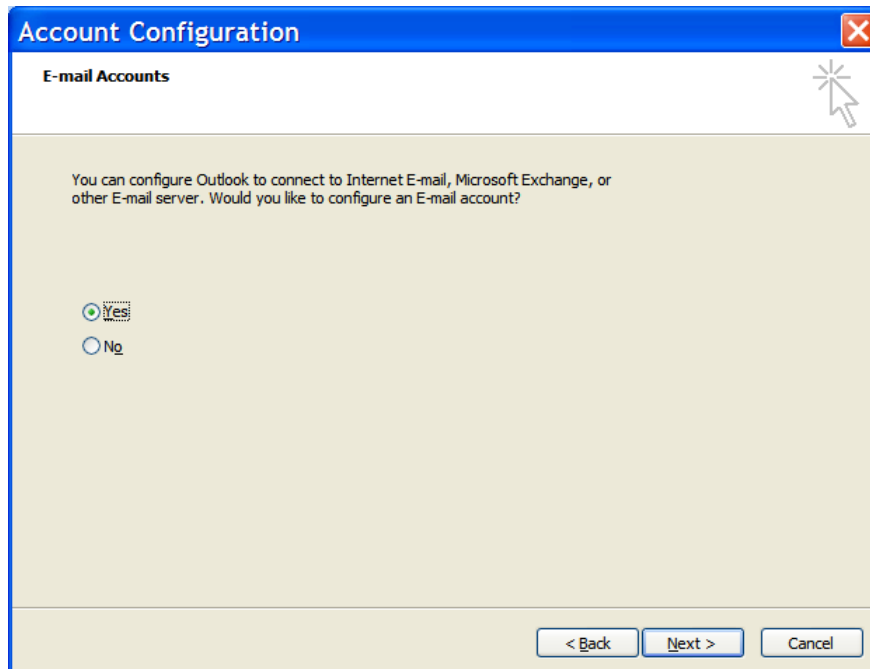 Account Configuration
E-mail Accounts
You can configure Outlook to connect to Internet E-mail, Microsoft Exchange, or
other E-mail server. Would you like to configure an E-mail account?
Yes
No
< Back Next > Cancel